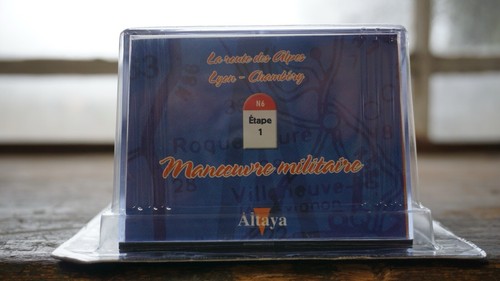 La route des Alpes
Lyon - Chambéry
N6
Étape
1
Manœuvre militaire
Altaya